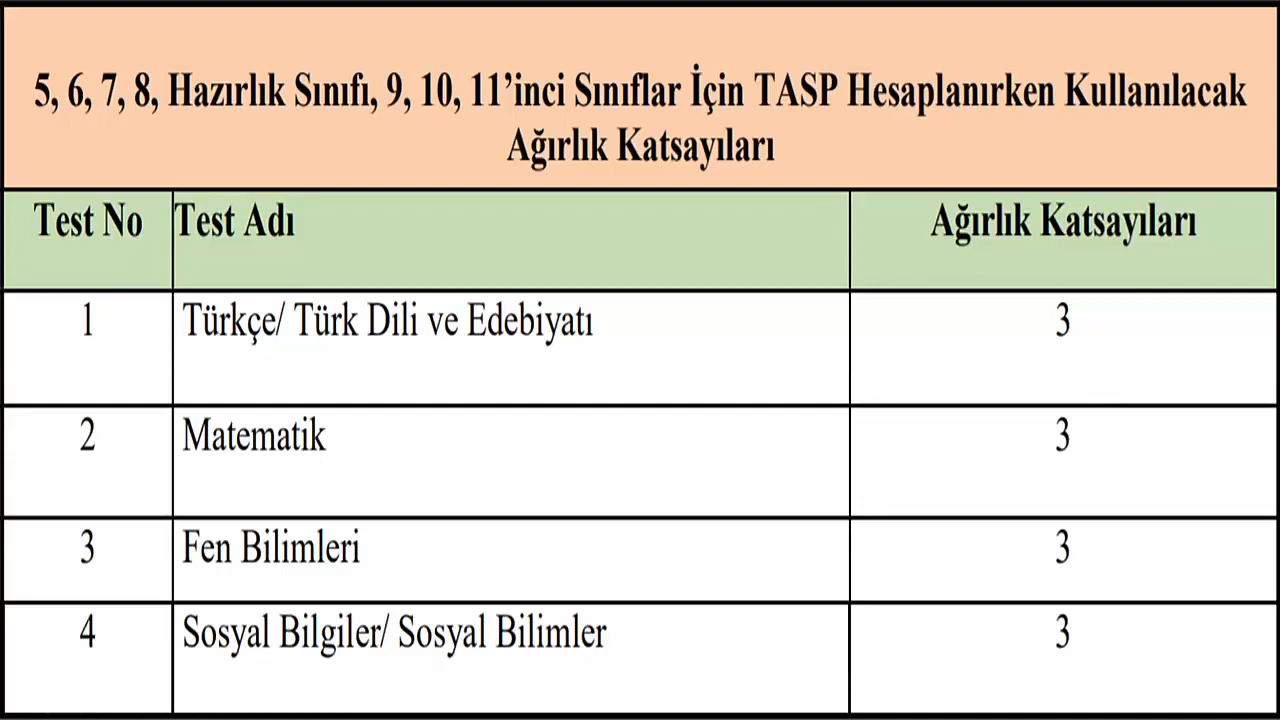 5, 6, 7, 8, Hazırlık Sınıfı, 9, 10, 11’inci Sınıflar İçin TASP Hesaplanırken Kullanılacak
Ağırlık Katsayıları
Test No Test Adı Ağırlık Katsayıları
1 Türkçe/ Türk Dili ve Edebiyatı 3
2 Matematik 3
3 Fen Bilimleri 3
4 Sosyal Bilgiler/ Sosyal Bilimler 3